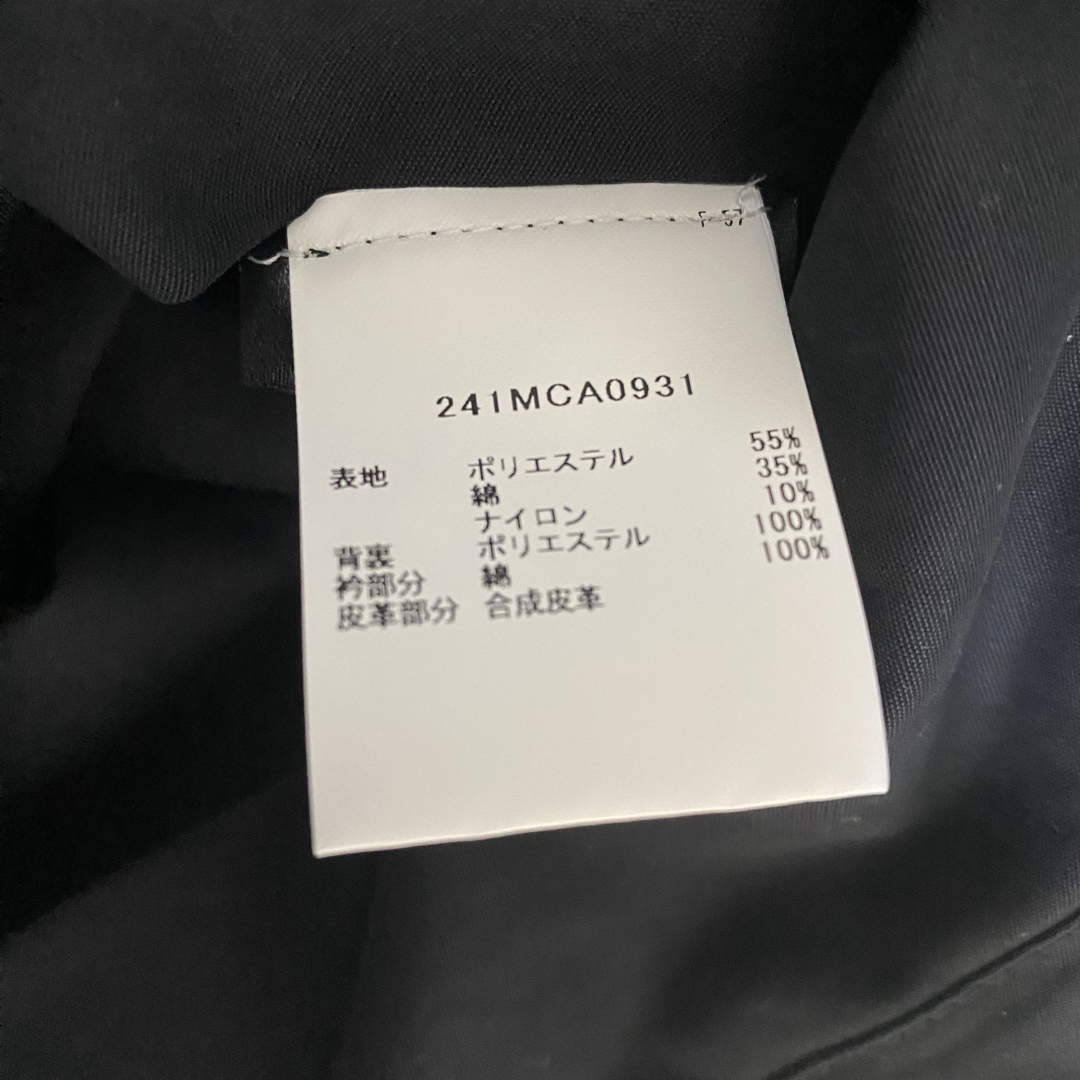 F-57
241MCA0931
表地 ポリエステル 55%
綿 35%
ナイロン 10%
背裏 ポリエステル 100%
衿部分 綿 100%
皮革部分 合成皮革